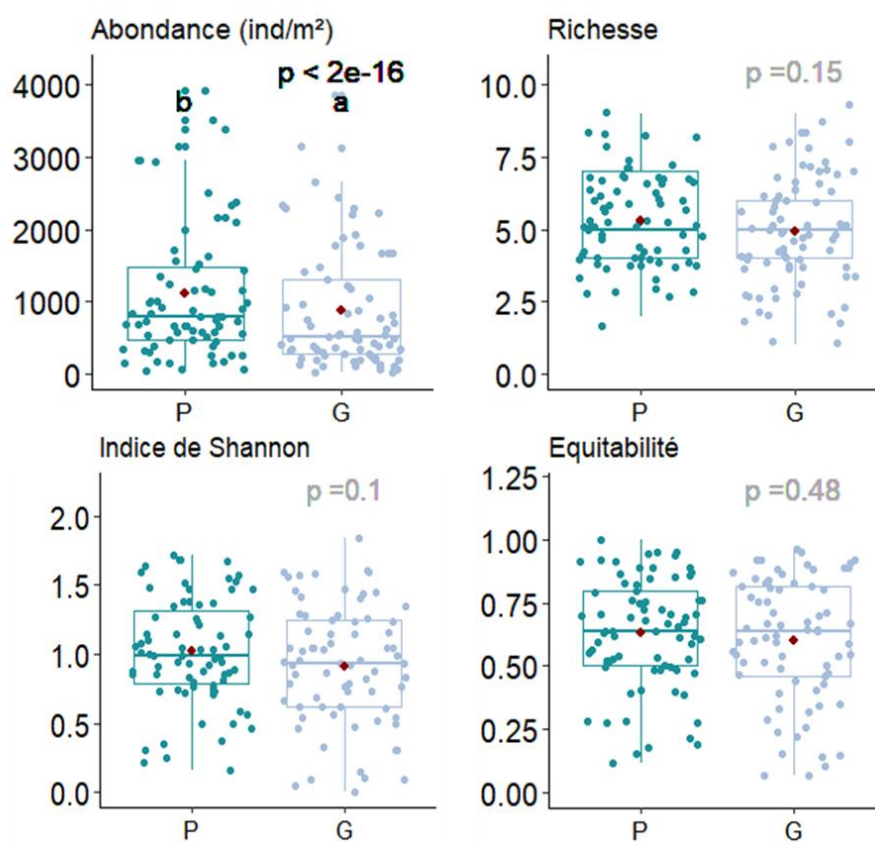 Abondance (ind/m²)
p < 2e-16
b
a
4000
3000
2000
1000
0
P
G
Richesse
p =0.15
10.0
7.5
5.0
2.5
0.0
P
G
Indice de Shannon
p =0.1
2.0
1.5
1.0
0.5
0.0
P
G
Equitabilité
p =0.48
1.25
1.00
0.75
0.50
0.25
0.00
P
G